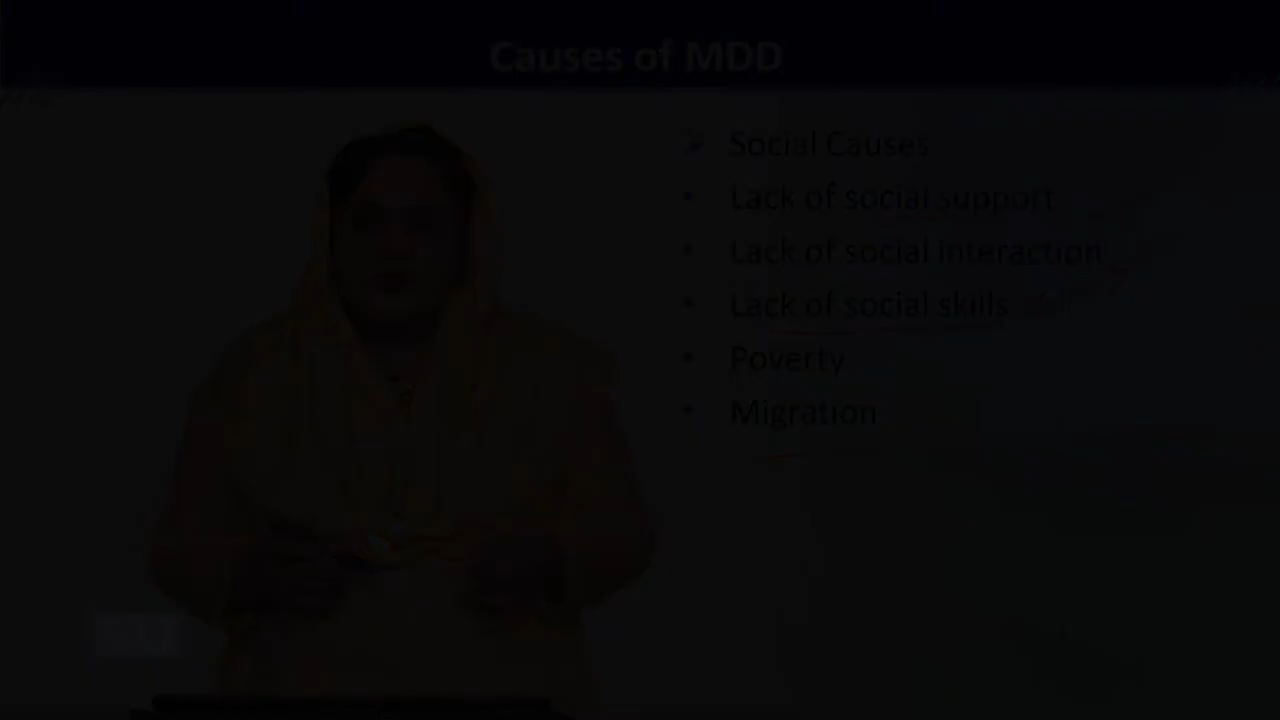 Causes of MDD
Social Causes
• Lack of social support
• Lack of social interaction
• Lack of social skills
• Poverty
• Migration